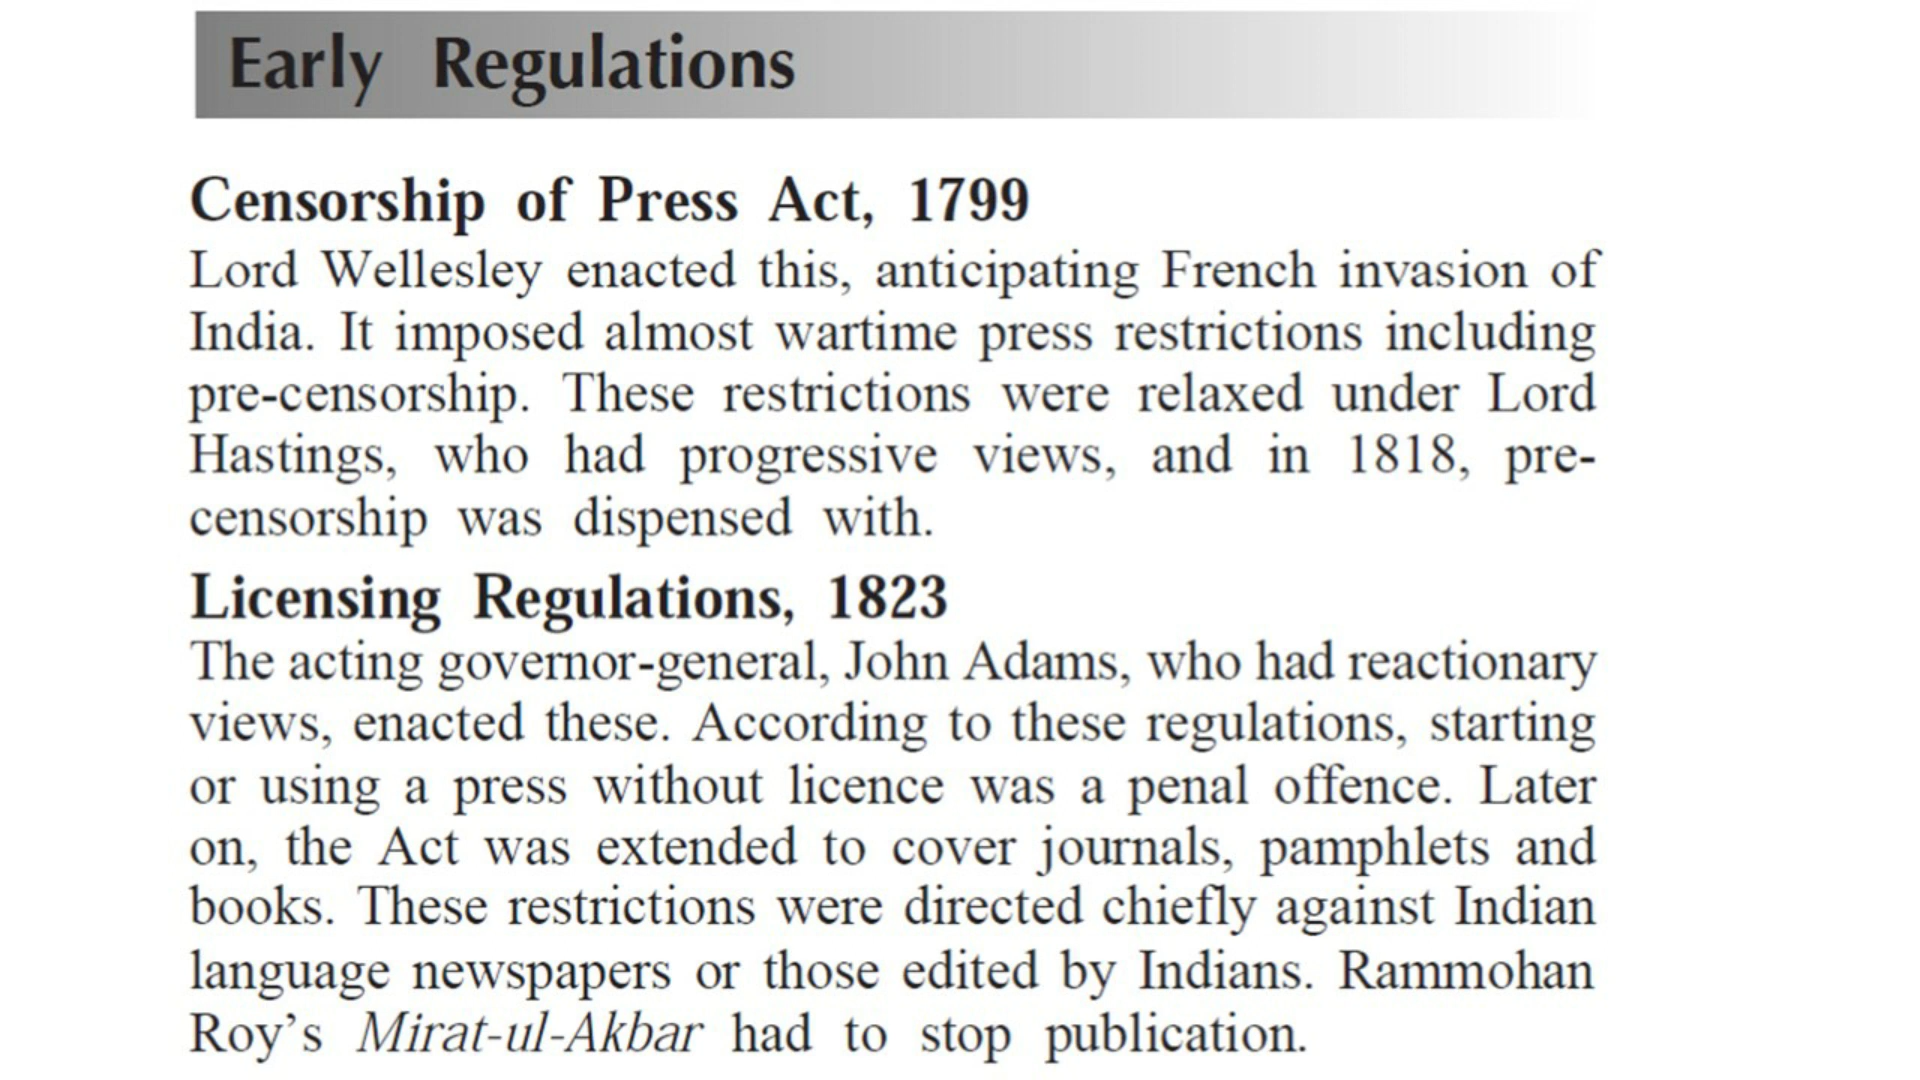 Early Regulations
Censorship of Press Act, 1799
Lord Wellesley enacted this, anticipating French invasion of
India. It imposed almost wartime press restrictions including
pre-censorship. These restrictions were relaxed under Lord
Hastings, who had progressive views, and in 1818, pre-
censorship was dispensed with.
Licensing Regulations, 1823
The acting governor-general, John Adams, who had reactionary
views, enacted these. According to these regulations, starting
or using a press without licence was a penal offence. Later
on, the Act was extended to cover journals, pamphlets and
books. These restrictions were directed chiefly against Indian
language newspapers or those edited by Indians. Rammohan
Roy’s Mirat-ul-Akbar had to stop publication.